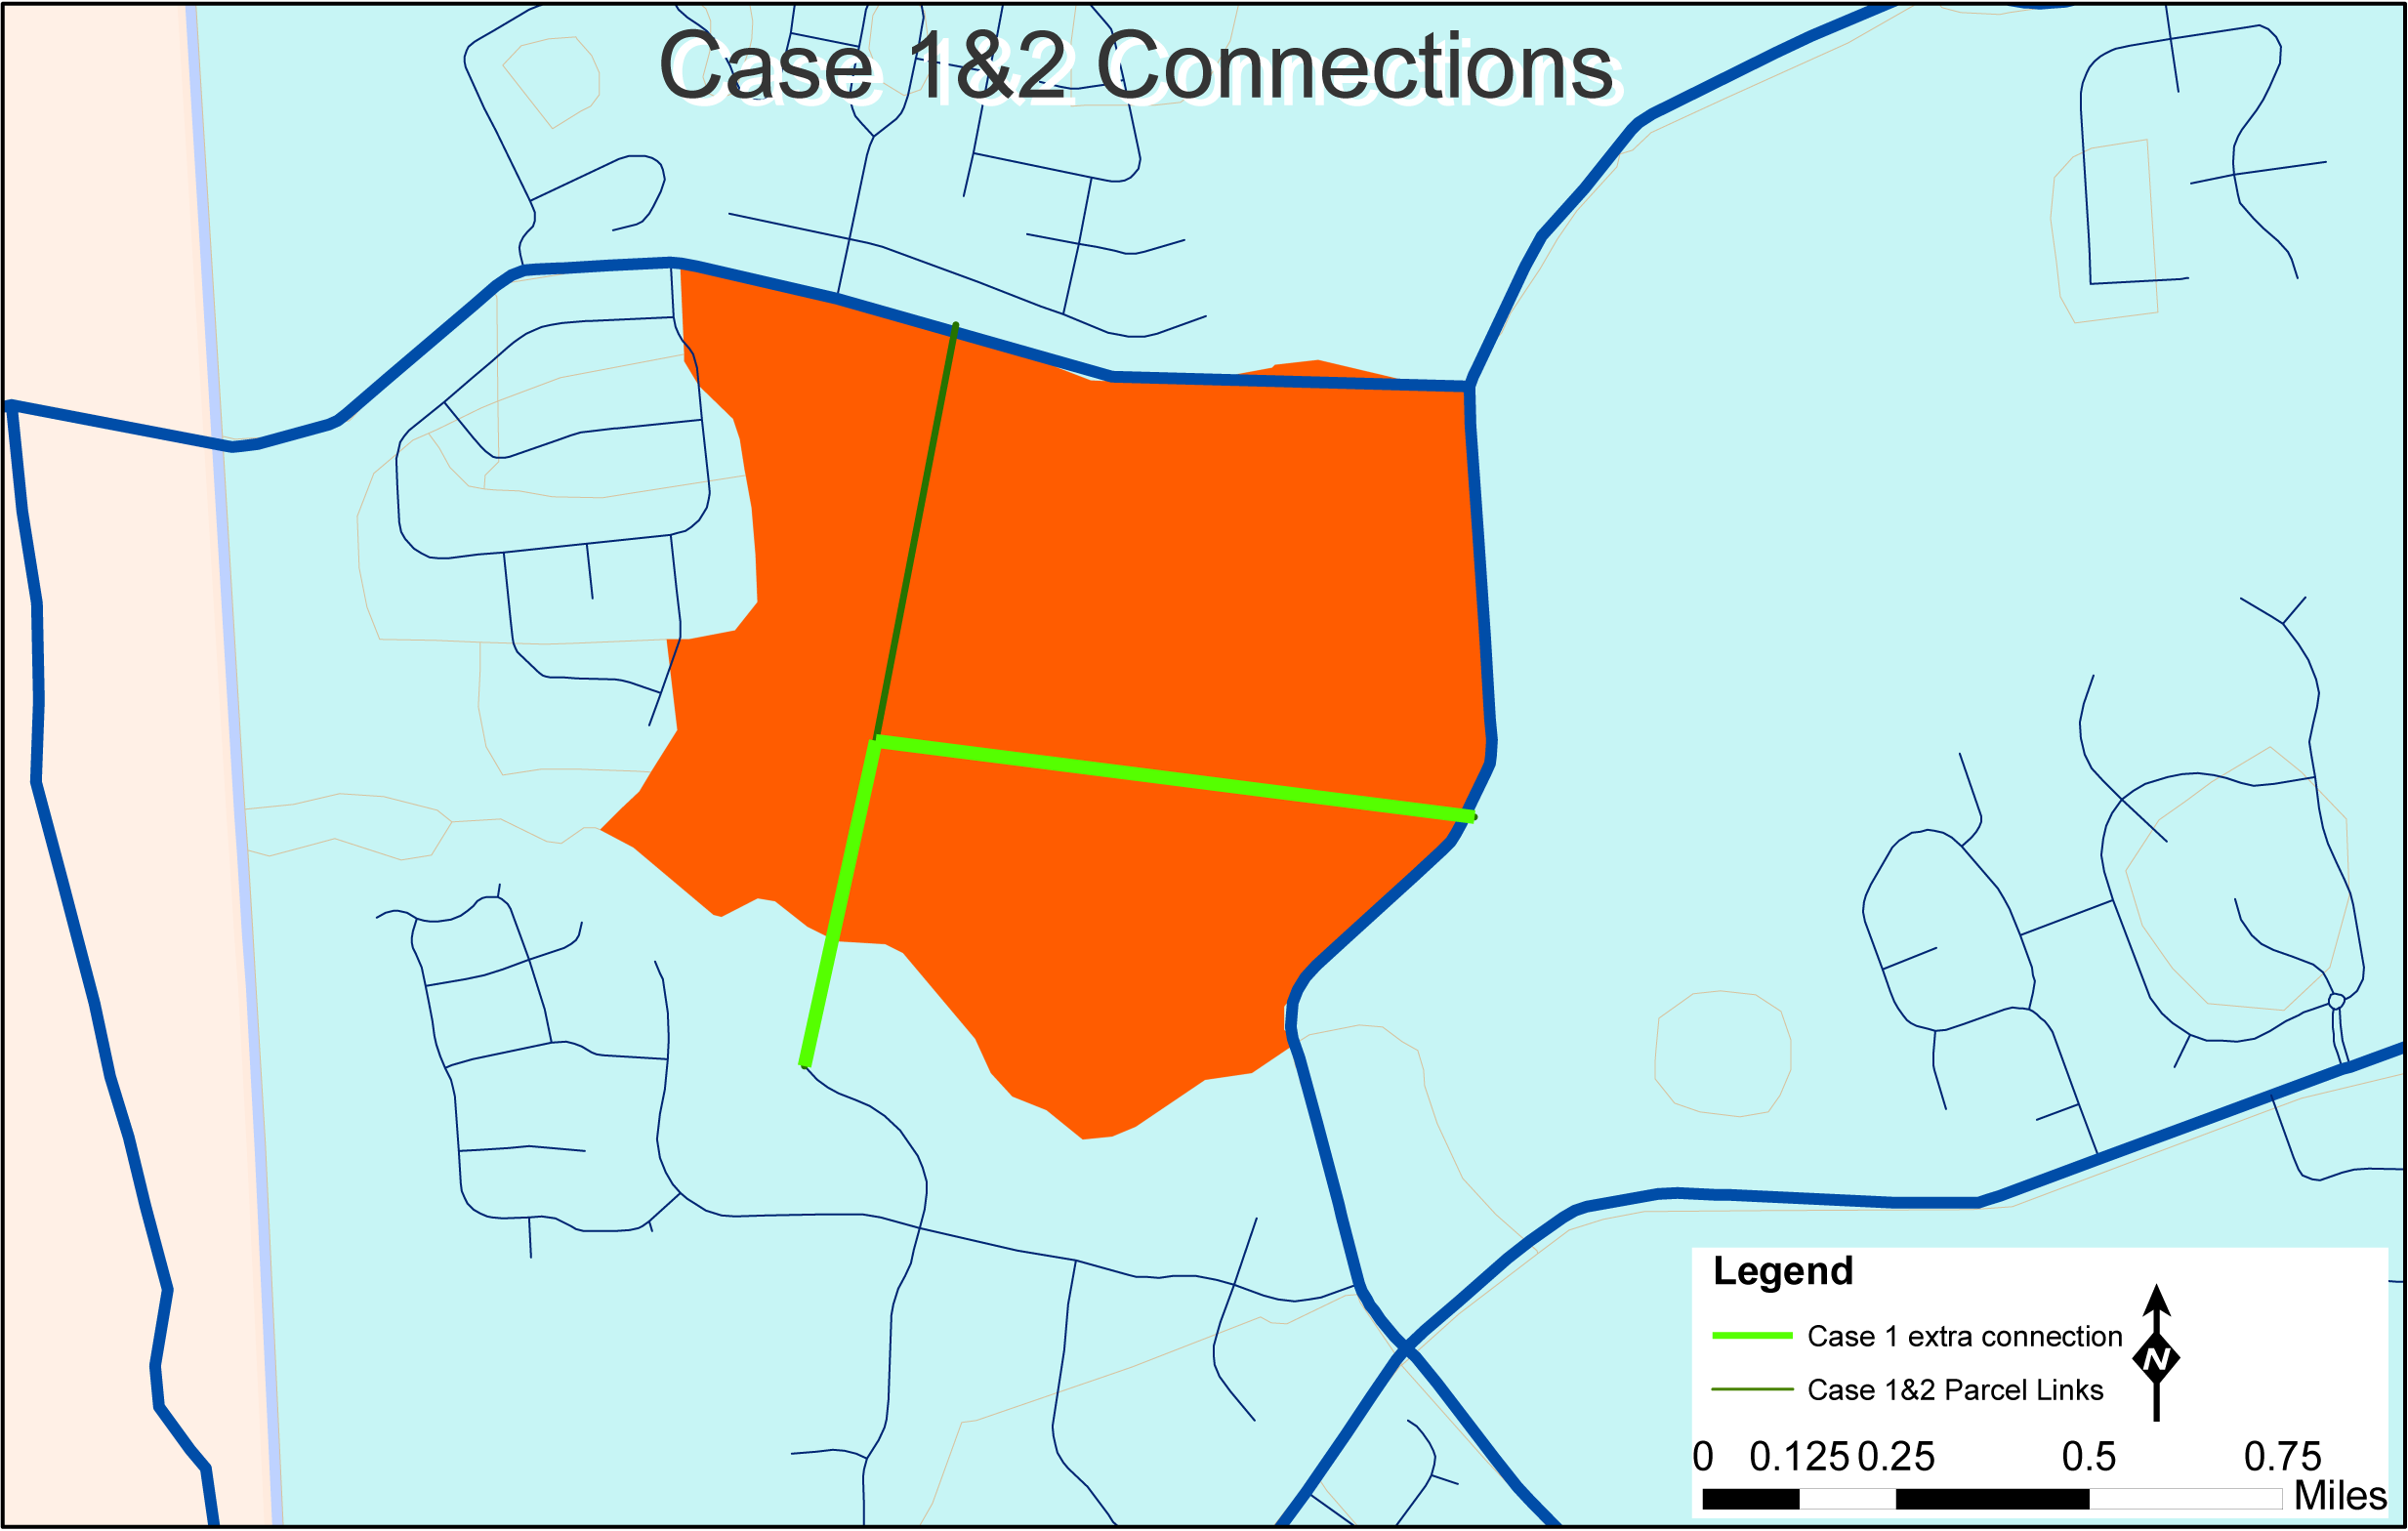 Case 1&2 Connections
Legend
Case 1 extra connection
Case 1&2 Parcel Links
N
0 0.125 0.25 0.5 0.75
Miles